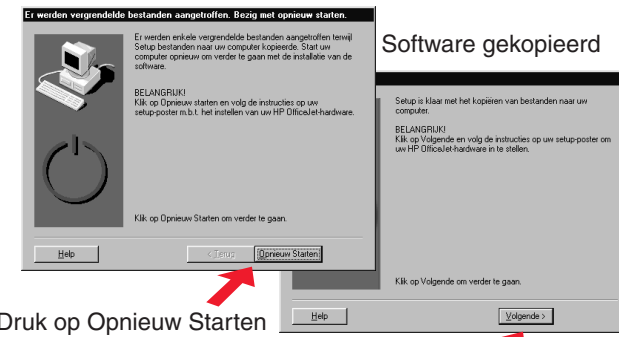 Er werden vergrendelde bestanden aangetroffen. Bezig met opnieuw starten.
Er werden enkele vergrendelde bestanden aangetroffen terwijl
Setup bestanden naar uw computer kopieerde. Start uw
computer opnieuw om verder te gaan met de installatie van de
software.
BELANGRIJK!
Klik op Opnieuw starten en volg de instructies op uw
setup-poster m.b.t. het instellen van uw HP OfficeJet-hardware.
Klik op Opnieuw Starten om verder te gaan.
Help
< Terug
Opnieuw Starten
Druk op Opnieuw Starten
Software gekopieerd
Setup is klaar met het kopiëren van bestanden naar uw
computer.
BELANGRIJK!
Klik op Volgende en volg de instructies op uw setup-poster om
uw HP OfficeJet-hardware in te stellen.
Klik op Volgende om verder te gaan.
Help
Volgende >